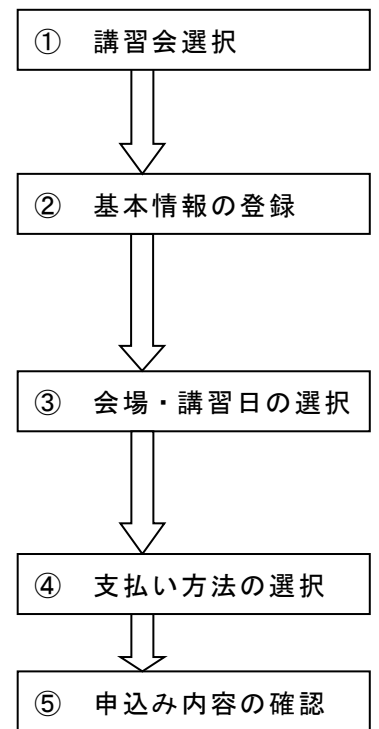 ① 講習会選択
② 基本情報の登録
③ 会場・講習日の選択
④ 支払い方法の選択
⑤ 申込み内容の確認